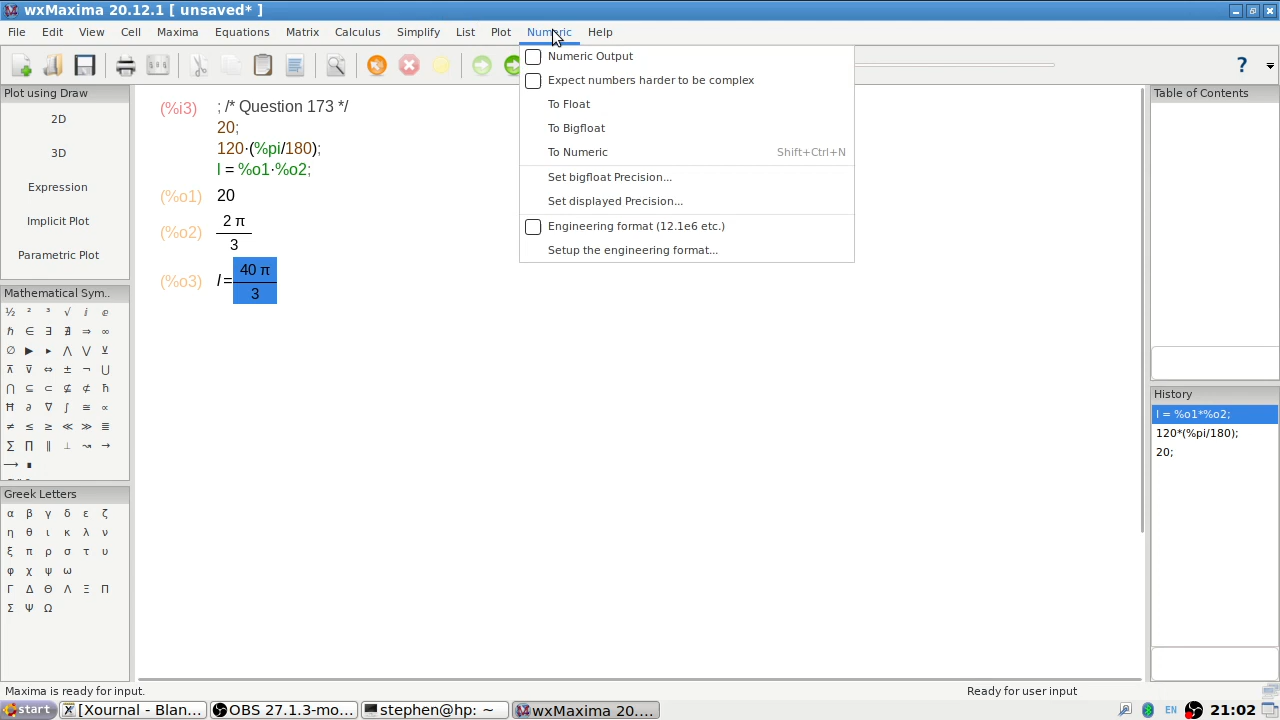 wxMaxima 20.12.1 [ unsaved* ]
File Edit View Cell Maxima Equations Matrix Calculus Simplify List Plot Numeric Help
Numeric Output
Expect numbers harder to be complex
To Float
To Bigfloat
To Numeric Shift+Ctrl+N
Set bigfloat Precision...
Set displayed Precision...
Engineering format (12.1e6 etc.)
Setup the engineering format...
?
Plot using Draw
2D
3D
Expression
Implicit Plot
Parametric Plot
Mathematical Sym..
½ ² ³ √ ⅈ ⅇ
ℏ ∈ ∃ ∄ ⇒ ∞
∅ ▶ ▸ ⋀ ⋁ ⊻
⊼ ⊽ ⇔ ± ¬ ⋃
⋂ ⊆ ⊂ ⊈ ⊄ ħ
Ħ ∂ ∇ ∫ ≅ ∝
≠ ≤ ≥ ≪ ≫ ≣
∑ ∏ ∥ ⟂ ↝ →
⟶ ∎
Greek Letters
α β γ δ ε ζ
η θ ι κ λ ν
ξ π ρ σ τ υ
φ χ ψ ω
Γ Δ Θ Λ Ξ Π
Σ Ψ Ω
(%i3) ; /* Question 173 */
20;
120·(%pi/180);
l = %o1·%o2;
(%o1) 20
(%o2) 2 π
3
(%o3) l= 40 π
3
Table of Contents
History
l = %o1*%o2;
120*(%pi/180);
20;
Maxima is ready for input. Ready for user input
start [Xournal - Blan... OBS 27.1.3-mo... stephen@hp: ~ wxMaxima 20.... EN 21:02